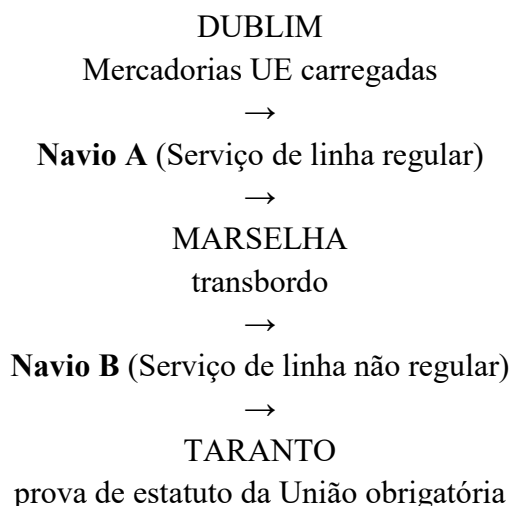 DUBLIM
Mercadorias UE carregadas
→
Navio A (Serviço de linha regular)
→
MARSELHA
transbordo
→
Navio B (Serviço de linha não regular)
→
TARANTO
prova de estatuto da União obrigatória